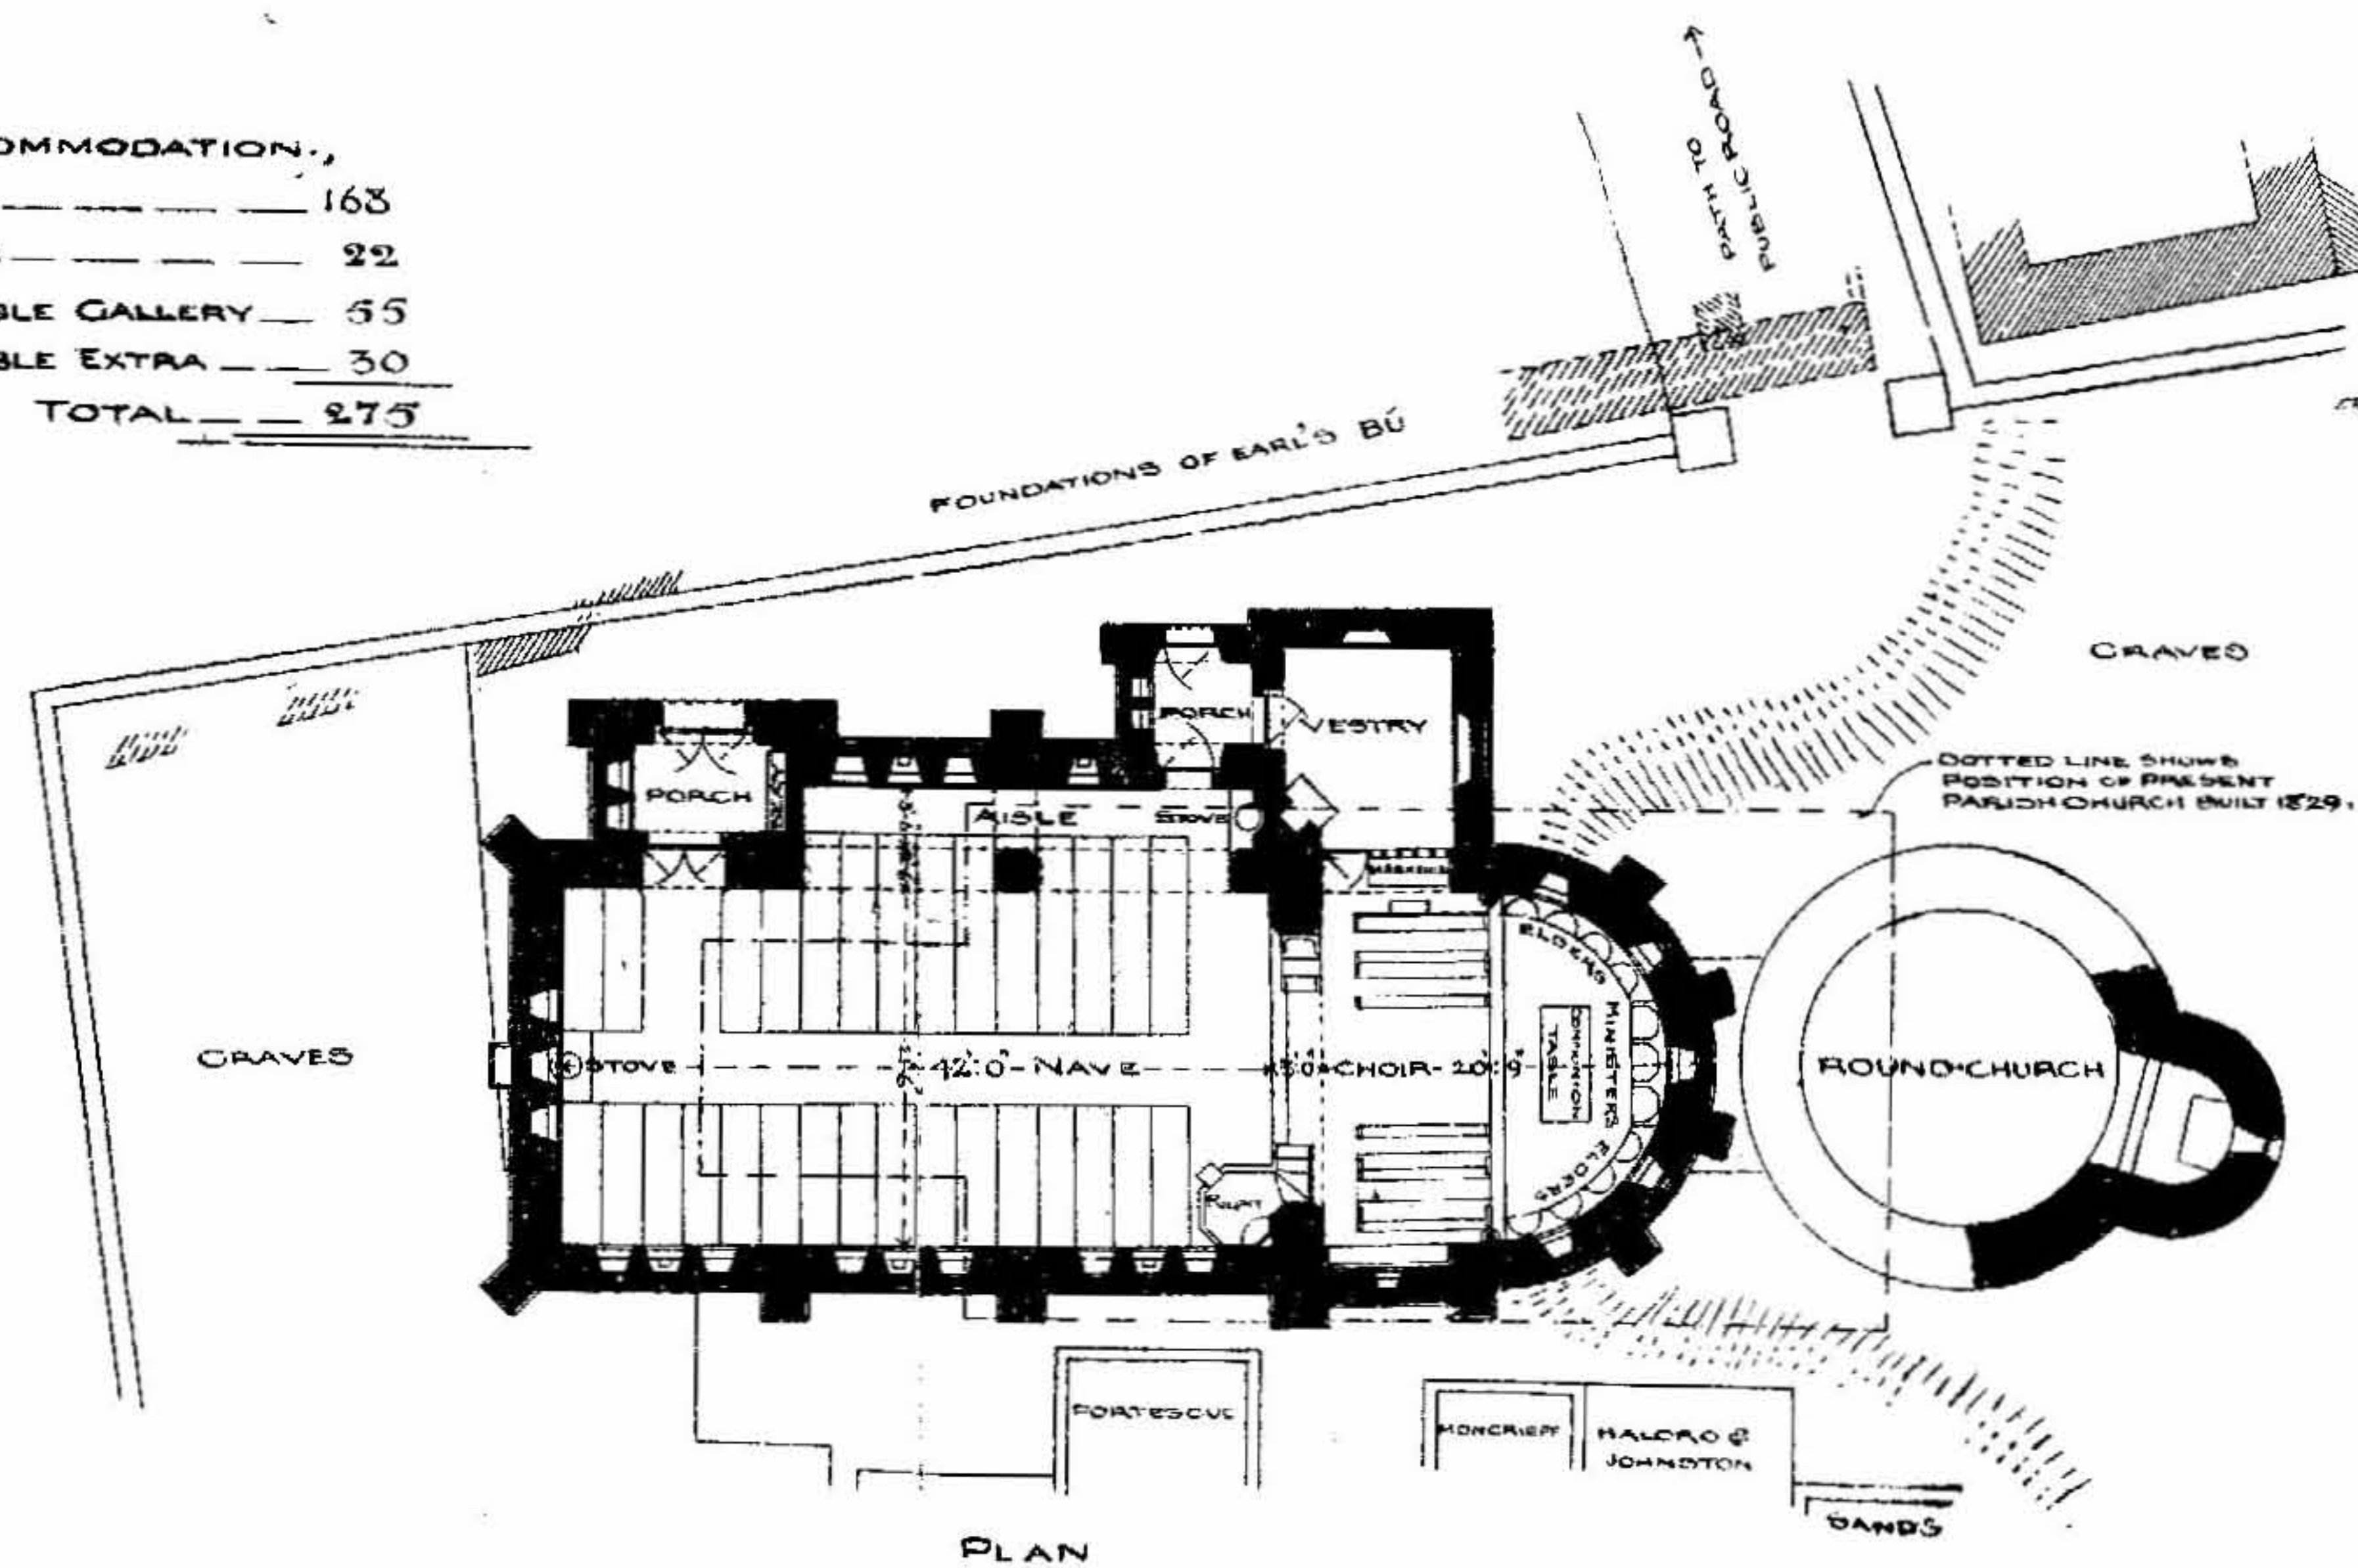 OMMODATION.,
168
22
BLE GALLERY 55
BLE EXTRA 30
TOTAL 275
PATH TO
PUBLIC ROAD
FOUNDATIONS OF EARL'S BÚ
GRAVES
DOTTED LINE SHOWS
POSITION OF PRESENT
PARISH CHURCH BUILT 1829.
PORCH
VESTRY
PORCH
AISLE
STOVE
ELDERS
MINISTERS
ELDERS
COMMUNION
TABLE
GRAVES
STOVE
42'.0" NAVE
CHOIR 20'.9"
ROUND CHURCH
PULPIT
FORTESCUE
MONCRIEFF
HALCRO &
JOHNSTON
SANDS
PLAN